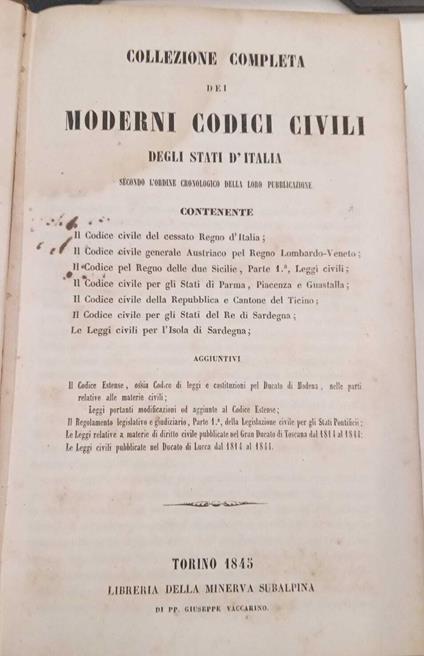 COLLEZIONE COMPLETA
DEI
MODERNI CODICI CIVILI
DEGLI STATI D'ITALIA
SECONDO L'ORDINE CRONOLOGICO DELLA LORO PUBBLICAZIONE
CONTENENTE
Il Codice civile del cessato Regno d'Italia;
Il Codice civile generale Austriaco pel Regno Lombardo-Veneto;
Il Codice pel Regno delle due Sicilie, Parte 1.ª, Leggi civili;
Il Codice civile per gli Stati di Parma, Piacenza e Guastalla;
Il Codice civile della Repubblica e Cantone del Ticino;
Il Codice civile per gli Stati del Re di Sardegna;
Le Leggi civili per l'Isola di Sardegna;
AGGIUNTIVI
Il Codice Estense, ossia Codice di leggi e costituzioni pel Ducato di Modena, nelle parti
relative alle materie civili;
Leggi portanti modificazioni od aggiunte al Codice Estense;
Il Regolamento legislativo e giudiziario, Parte 1.ª, della Legislazione civile per gli Stati Pontificii;
Le Leggi relative a materie di diritto civile pubblicate nel Gran Ducato di Toscana dal 1814 al 1844;
Le Leggi civili pubblicate nel Ducato di Lucca dal 1814 al 1844.
TORINO 1845
LIBRERIA DELLA MINERVA SUBALPINA
DI PP. GIUSEPPE VACCARINO.